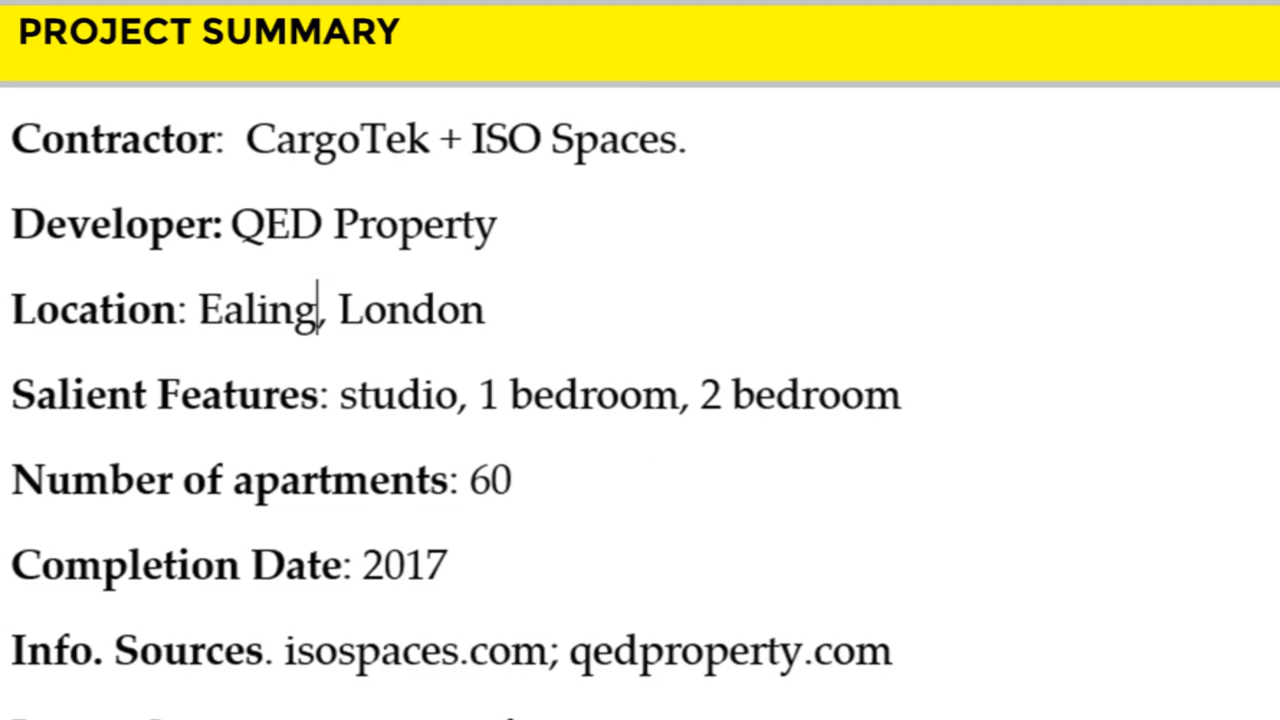 PROJECT SUMMARY
Contractor: CargoTek + ISO Spaces.
Developer: QED Property
Location: Ealing, London
Salient Features: studio, 1 bedroom, 2 bedroom
Number of apartments: 60
Completion Date: 2017
Info. Sources. isospaces.com; qedproperty.com